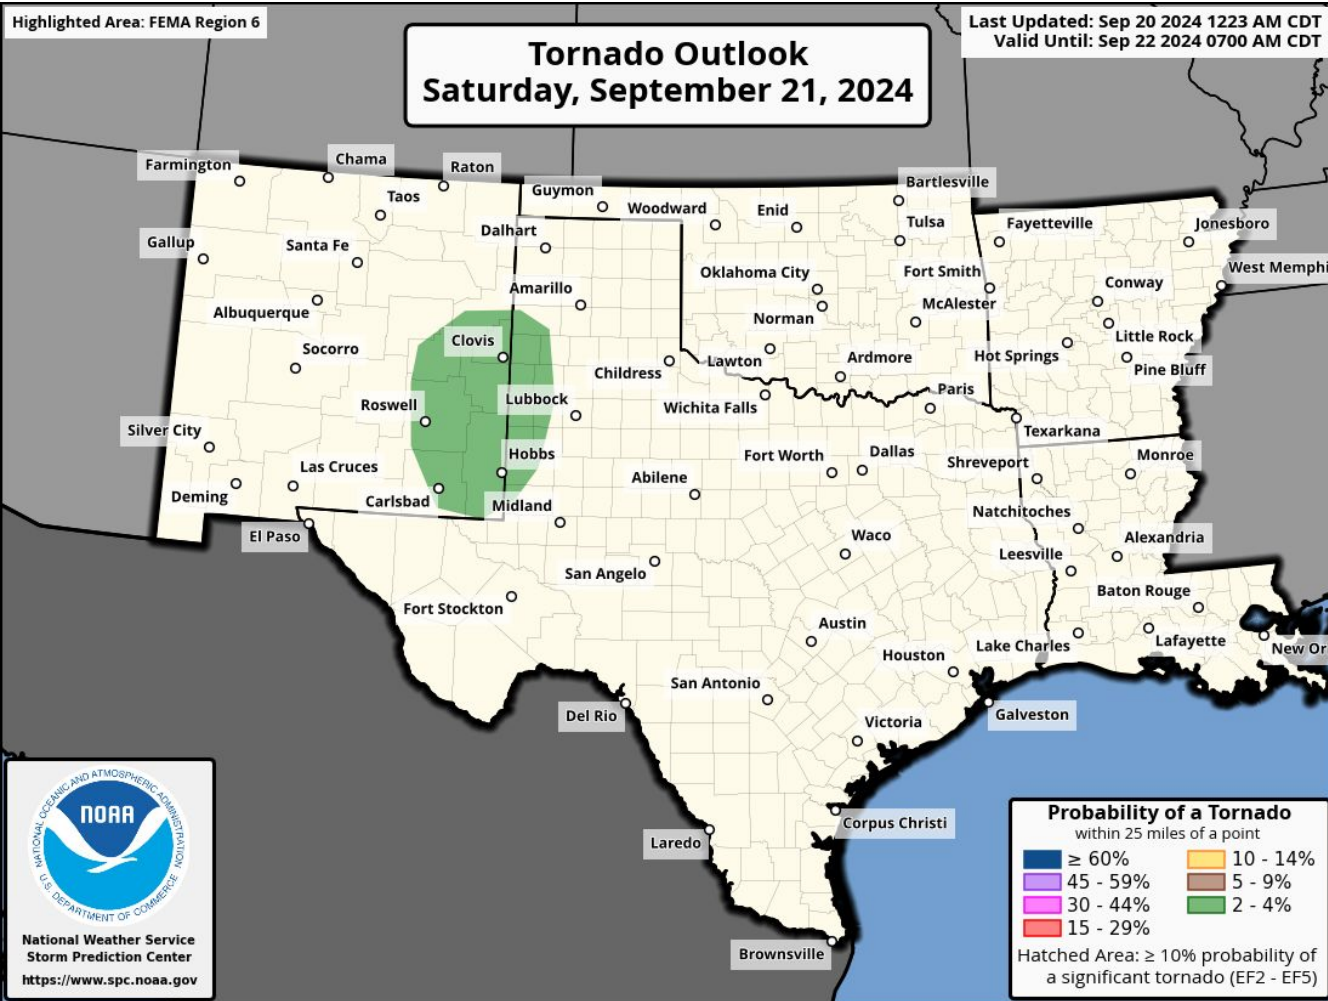 Highlighted Area: FEMA Region 6
Last Updated: Sep 20 2024 1223 AM CDT
Valid Until: Sep 22 2024 0700 AM CDT
Tornado Outlook
Saturday, September 21, 2024
Farmington
Chama
Raton
Taos
Guymon
Woodward
Enid
Bartlesville
Tulsa
Fayetteville
Jonesboro
Gallup
Santa Fe
Dalhart
Oklahoma City
Fort Smith
West Memphi
Albuquerque
Amarillo
Norman
McAlester
Conway
Little Rock
Socorro
Clovis
Childress
Lawton
Ardmore
Hot Springs
Pine Bluff
Roswell
Lubbock
Wichita Falls
Paris
Texarkana
Silver City
Las Cruces
Hobbs
Abilene
Fort Worth
Dallas
Shreveport
Monroe
Deming
Carlsbad
Midland
Natchitoches
El Paso
San Angelo
Waco
Leesville
Alexandria
Fort Stockton
Austin
Baton Rouge
Houston
Lake Charles
Lafayette
New Or
San Antonio
Del Rio
Victoria
Galveston
Laredo
Corpus Christi
Brownsville
NATIONAL OCEANIC AND ATMOSPHERIC ADMINISTRATION
NOAA
U.S. DEPARTMENT OF COMMERCE
National Weather Service
Storm Prediction Center
https://www.spc.noaa.gov
Probability of a Tornado
within 25 miles of a point
≥ 60%
45 - 59%
30 - 44%
15 - 29%
10 - 14%
5 - 9%
2 - 4%
Hatched Area: ≥ 10% probability of
a significant tornado (EF2 - EF5)